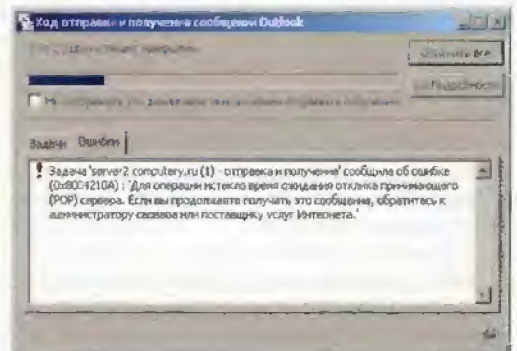 Ход отправки и получения сообщений Outlook
Отменить все
Подробности
Задачи Ошибки
! Задача 'server2.computery.ru (1) - отправка и получение' сообщила об ошибке
(0x8004210A) : 'Для операции истекло время ожидания отклика принимающего
(POP) сервера. Если вы продолжаете получать это сообщение, обратитесь к
администратору сервера или поставщику услуг Интернета.'